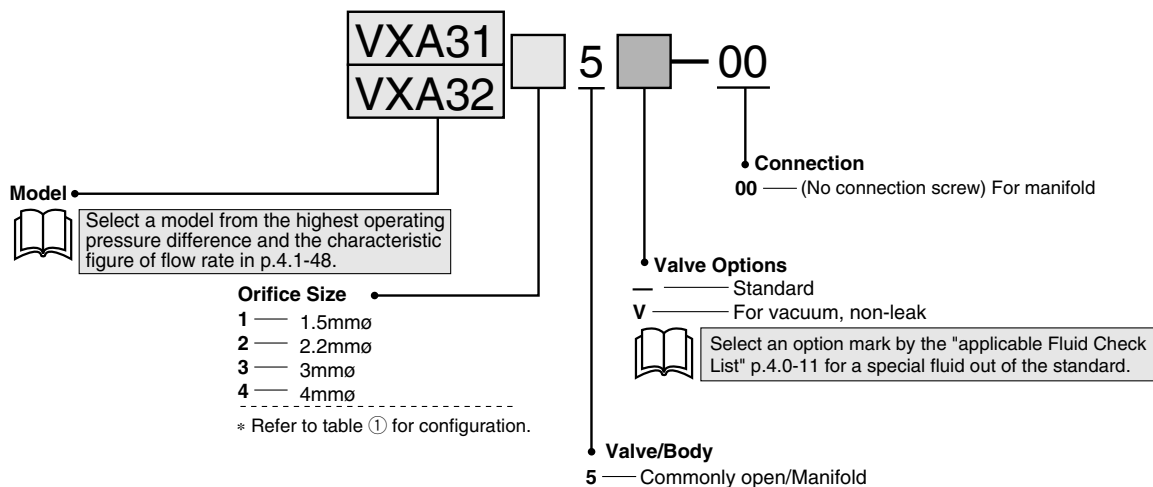 VXA31
VXA32
5
— 00
Connection
00 — (No connection screw) For manifold
Model
Select a model from the highest operating
pressure difference and the characteristic
figure of flow rate in p.4.1-48.
Valve Options
— Standard
V — For vacuum, non-leak
Select an option mark by the "applicable Fluid Check
List" p.4.0-11 for a special fluid out of the standard.
Orifice Size
1 — 1.5mmø
2 — 2.2mmø
3 — 3mmø
4 — 4mmø
* Refer to table ① for configuration.
Valve/Body
5 — Commonly open/Manifold